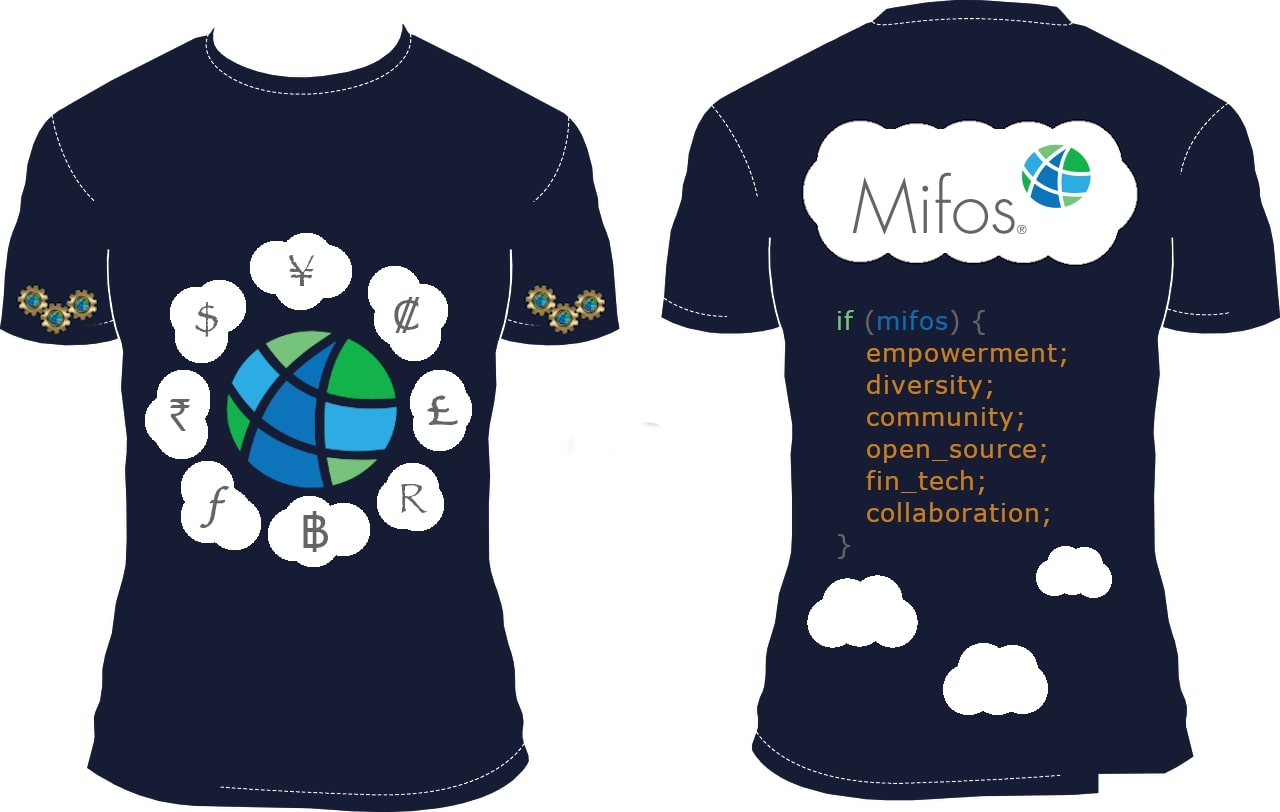 ¥
$
₡
₹
£
ƒ
฿
R
Mifos®
if (mifos) {
empowerment;
diversity;
community;
open_source;
fin_tech;
collaboration;
}